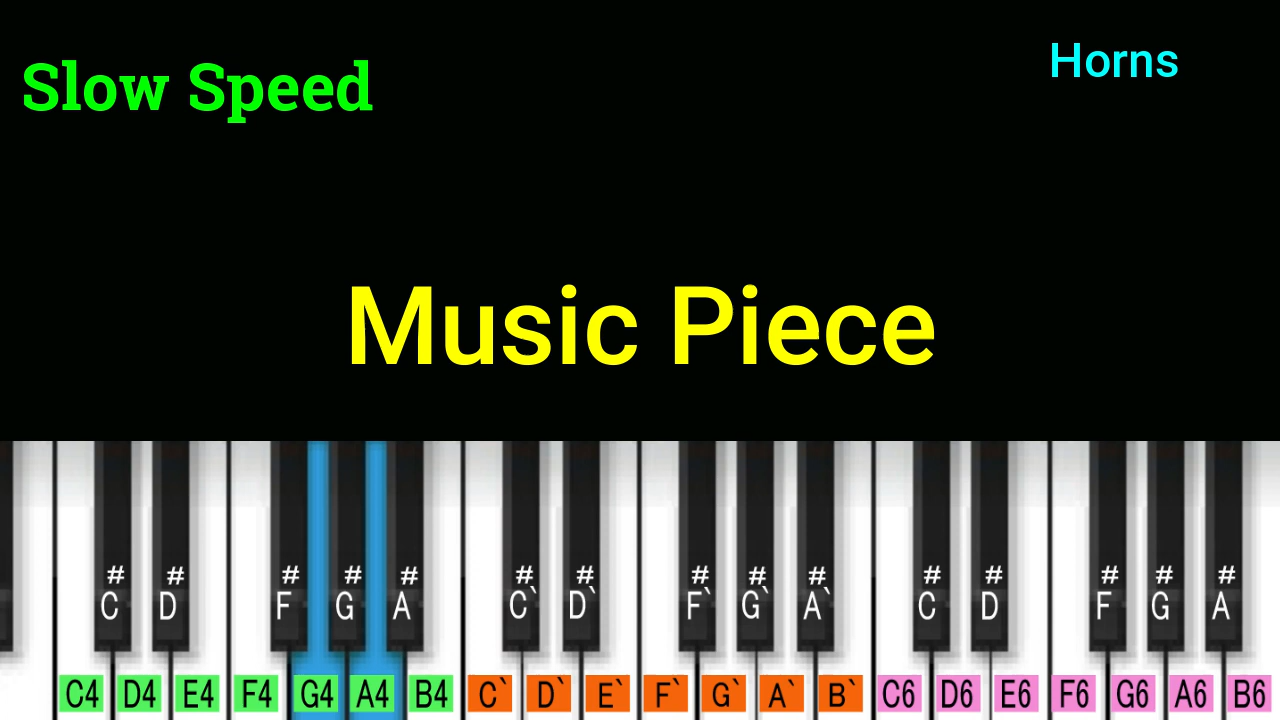 Slow Speed
Horns
Music Piece
# # # # # # # # # # # # # # #
C D F G A C` D` F` G` A` C D F G A
C4 D4 E4 F4 G4 A4 B4 C` D` E` F` G` A` B` C6 D6 E6 F6 G6 A6 B6